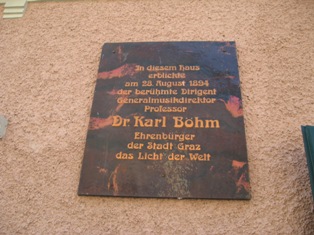 In diesem Haus
erblickte
am 28. August 1894
der berühmte Dirigent
Generalmusikdirektor
Professor
Dr. Karl Böhm
Ehrenbürger
der Stadt Graz
das Licht der Welt